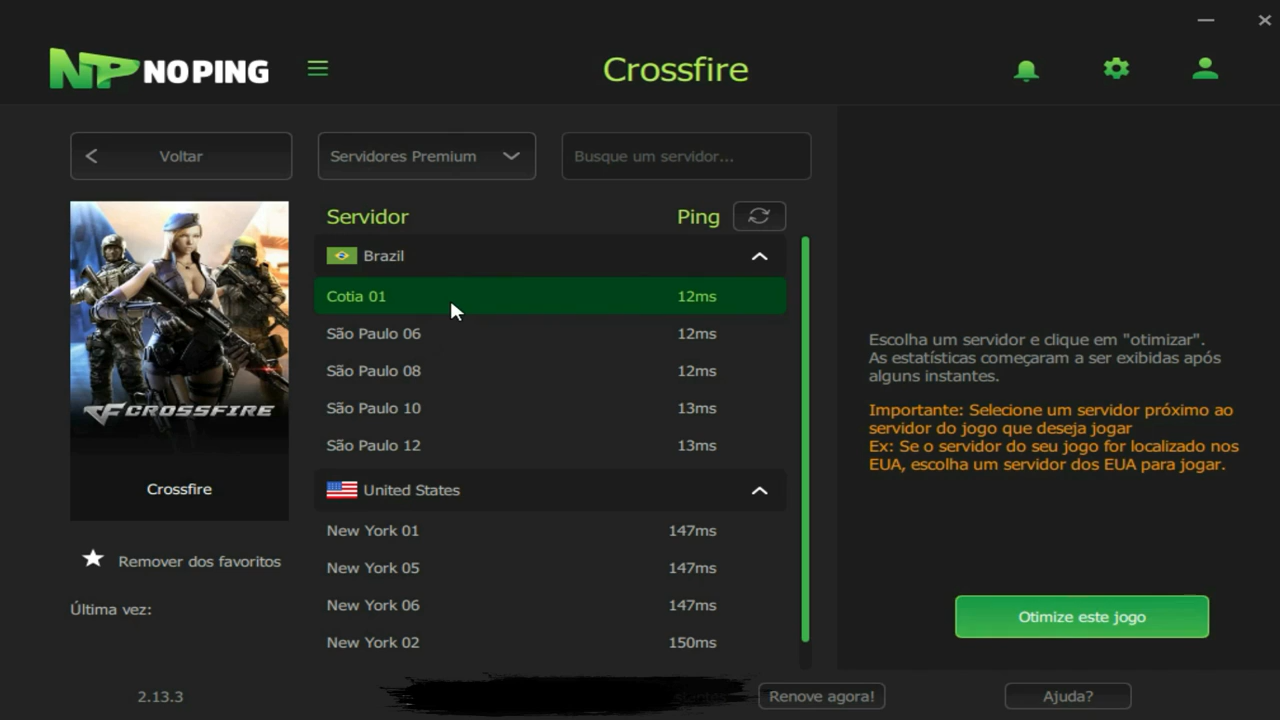 NP NOPING
Crossfire
Voltar
Servidores Premium
Busque um servidor...
Servidor Ping
Brazil
Cotia 01 12ms
São Paulo 06 12ms
São Paulo 08 12ms
São Paulo 10 13ms
São Paulo 12 13ms
United States
New York 01 147ms
New York 05 147ms
New York 06 147ms
New York 02 150ms
CF CROSSFIRE
Crossfire
Remover dos favoritos
Última vez:
Escolha um servidor e clique em "otimizar".
As estatísticas começaram a ser exibidas após
alguns instantes.
Importante: Selecione um servidor próximo ao
servidor do jogo que deseja jogar
Ex: Se o servidor do seu jogo for localizado nos
EUA, escolha um servidor dos EUA para jogar.
Otimize este jogo
2.13.3
Renove agora!
Ajuda?